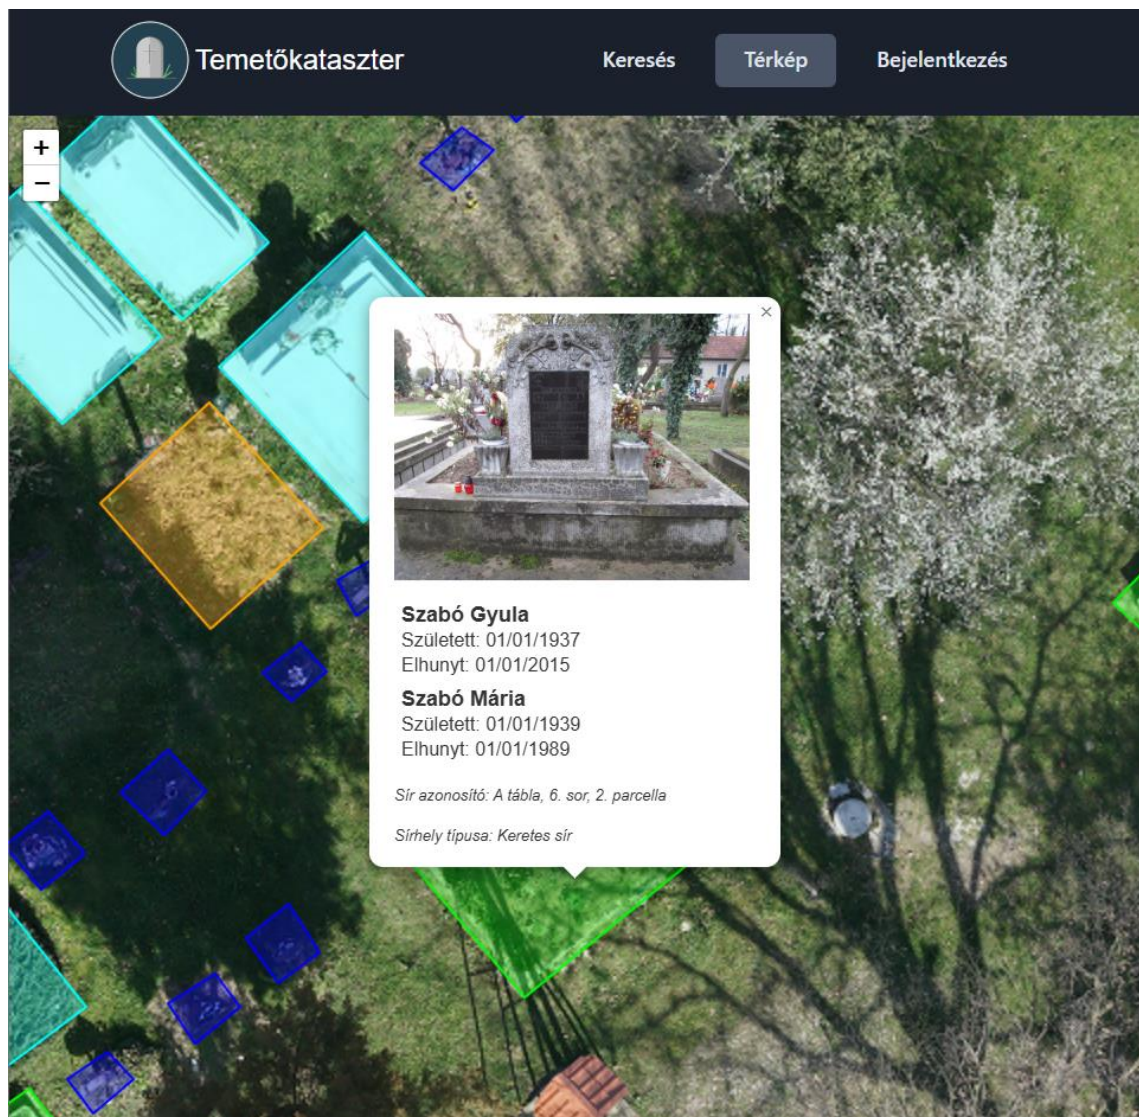 Temetőkataszter
Keresés
Térkép
Bejelentkezés
+
−
×
Szabó Gyula
Született: 01/01/1937
Elhunyt: 01/01/2015
Szabó Mária
Született: 01/01/1939
Elhunyt: 01/01/1989
Sír azonosító: A tábla, 6. sor, 2. parcella
Sírhely típusa: Keretes sír